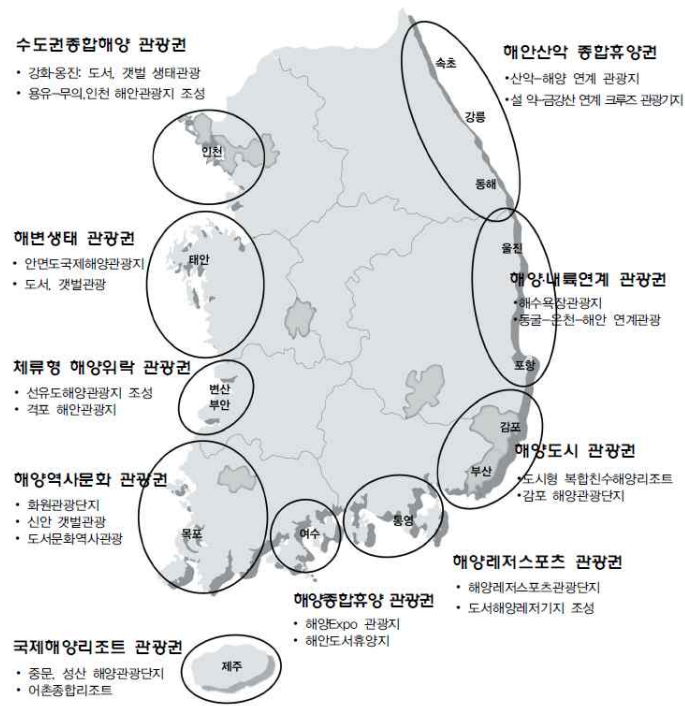 수도권종합해양 관광권
• 강화·옹진: 도서, 갯벌 생태관광
• 용유-무의,인천 해안관광지 조성
인천
해변생태 관광권
• 안면도국제해양관광지
• 도서, 갯벌관광
태안
체류형 해양위락 관광권
• 선유도해양관광지 조성
• 격포 해안관광지
변산
부안
해양역사문화 관광권
• 화원관광단지
• 신안 갯벌관광
• 도서문화역사관광
목포
국제해양리조트 관광권
• 중문, 성산 해양관광단지
• 어촌종합리조트
제주
해안산악 종합휴양권
• 산악-해양 연계 관광지
• 설 악-금강산 연계 크루즈 관광기지
속초
강릉
동해
울진
해양·내륙연계 관광권
• 해수욕장관광지
• 동굴-온천-해안 연계관광
포항
감포
부산
해양도시 관광권
• 도시형 복합친수해양리조트
• 감포 해양관광단지
통영
해양레저스포츠 관광권
• 해양레저스포츠관광단지
• 도서해양레저기지 조성
여수
해양종합휴양 관광권
• 해양Expo 관광지
• 해안도서휴양지